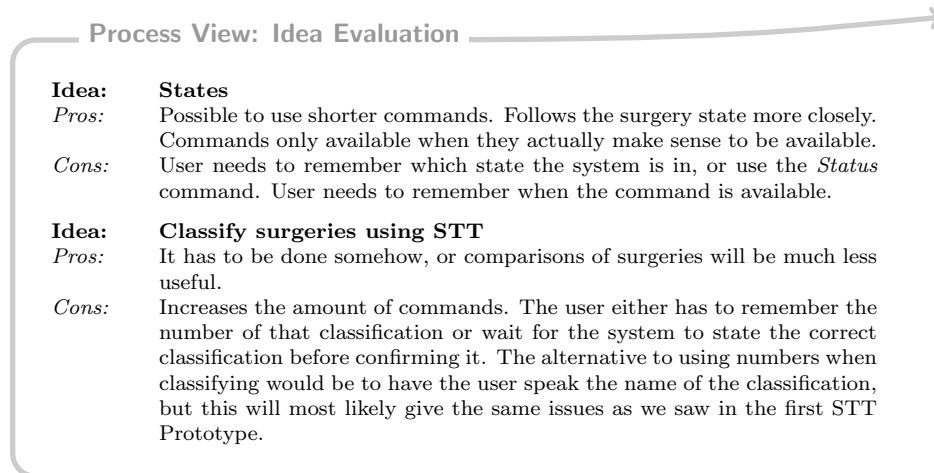 Process View: Idea Evaluation
Idea: States
Pros: Possible to use shorter commands. Follows the surgery state more closely.
Commands only available when they actually make sense to be available.
Cons: User needs to remember which state the system is in, or use the Status
command. User needs to remember when the command is available.
Idea: Classify surgeries using STT
Pros: It has to be done somehow, or comparisons of surgeries will be much less
useful.
Cons: Increases the amount of commands. The user either has to remember the
number of that classification or wait for the system to state the correct
classification before confirming it. The alternative to using numbers when
classifying would be to have the user speak the name of the classification,
but this will most likely give the same issues as we saw in the first STT
Prototype.